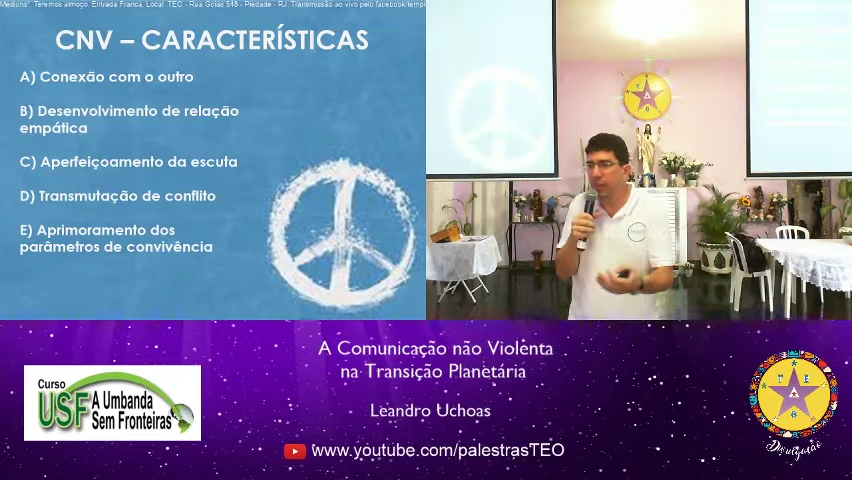 Médiuns". Teremos almoço. Entrada Franca. Local: TEO - Rua Goiás 548 - Piedade - RJ. Transmissão ao vivo pelo facebook/templ
CNV – CARACTERÍSTICAS
A) Conexão com o outro
B) Desenvolvimento de relação
empática
C) Aperfeiçoamento da escuta
D) Transmutação de conflito
E) Aprimoramento dos
parâmetros de convivência
A Comunicação não Violenta
na Transição Planetária
Leandro Uchoas
www.youtube.com/palestrasTEO
Curso
USF A Umbanda
Sem Fronteiras
T E A B
Divulgação